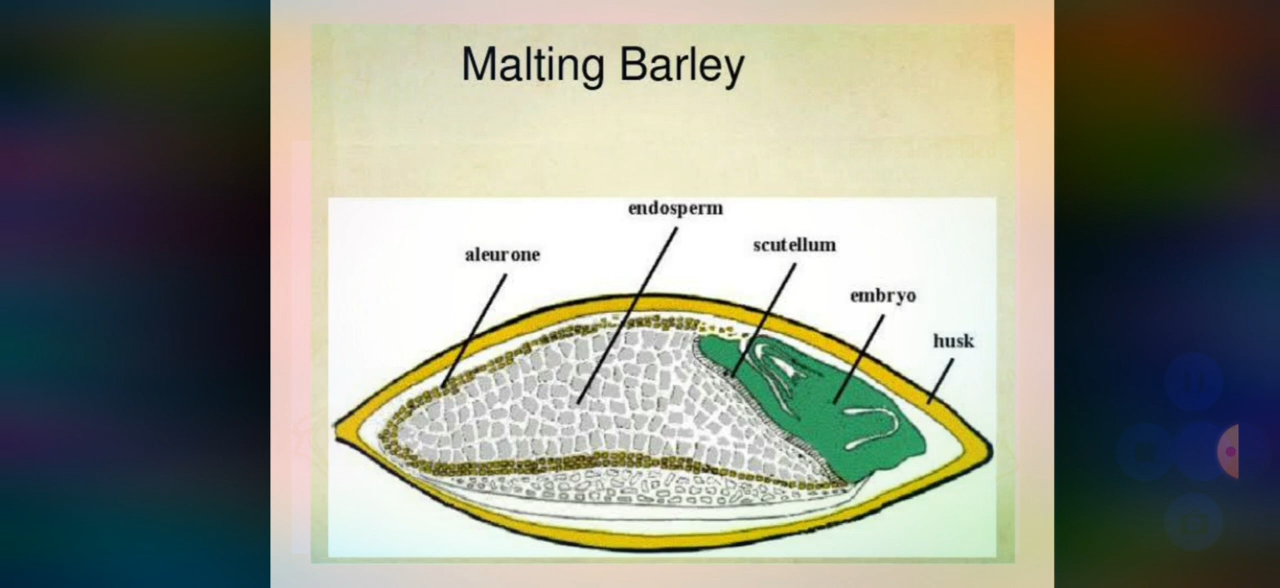 Malting Barley
endosperm
scutellum
aleurone
embryo
husk